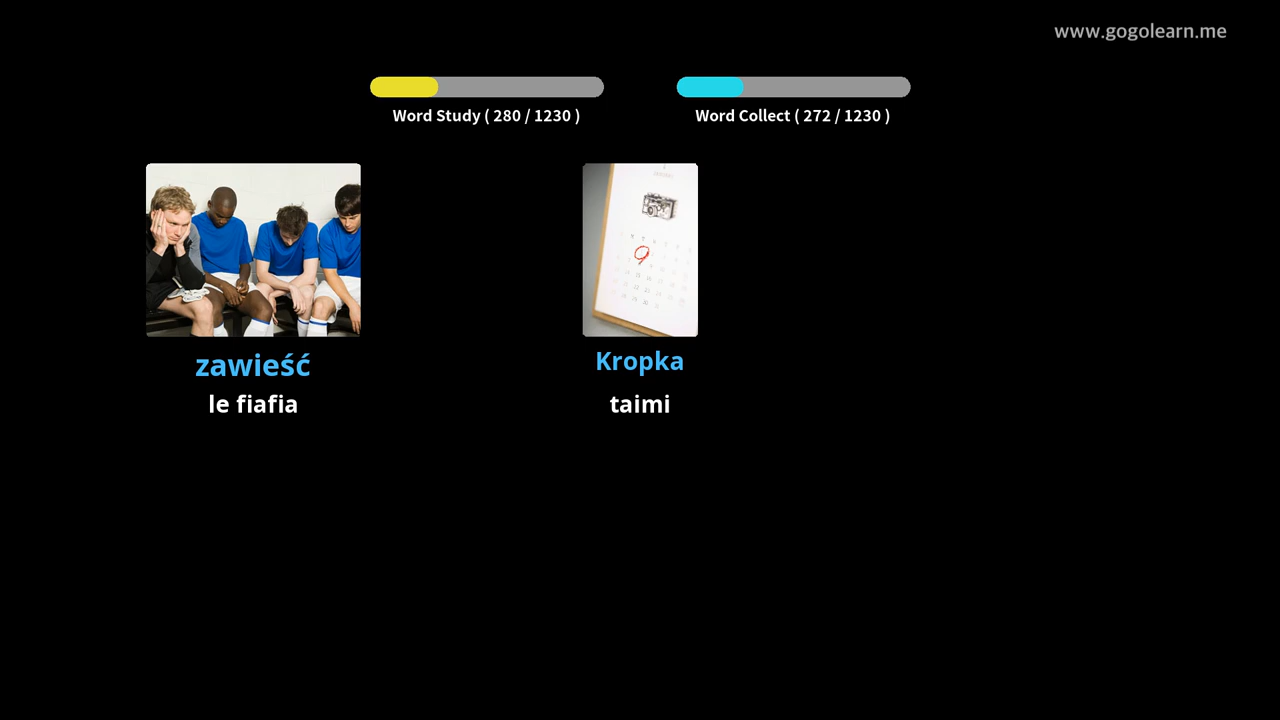 www.gogolearn.me
Word Study ( 280 / 1230 )
Word Collect ( 272 / 1230 )
zawieść
le fiafia
Kropka
taimi